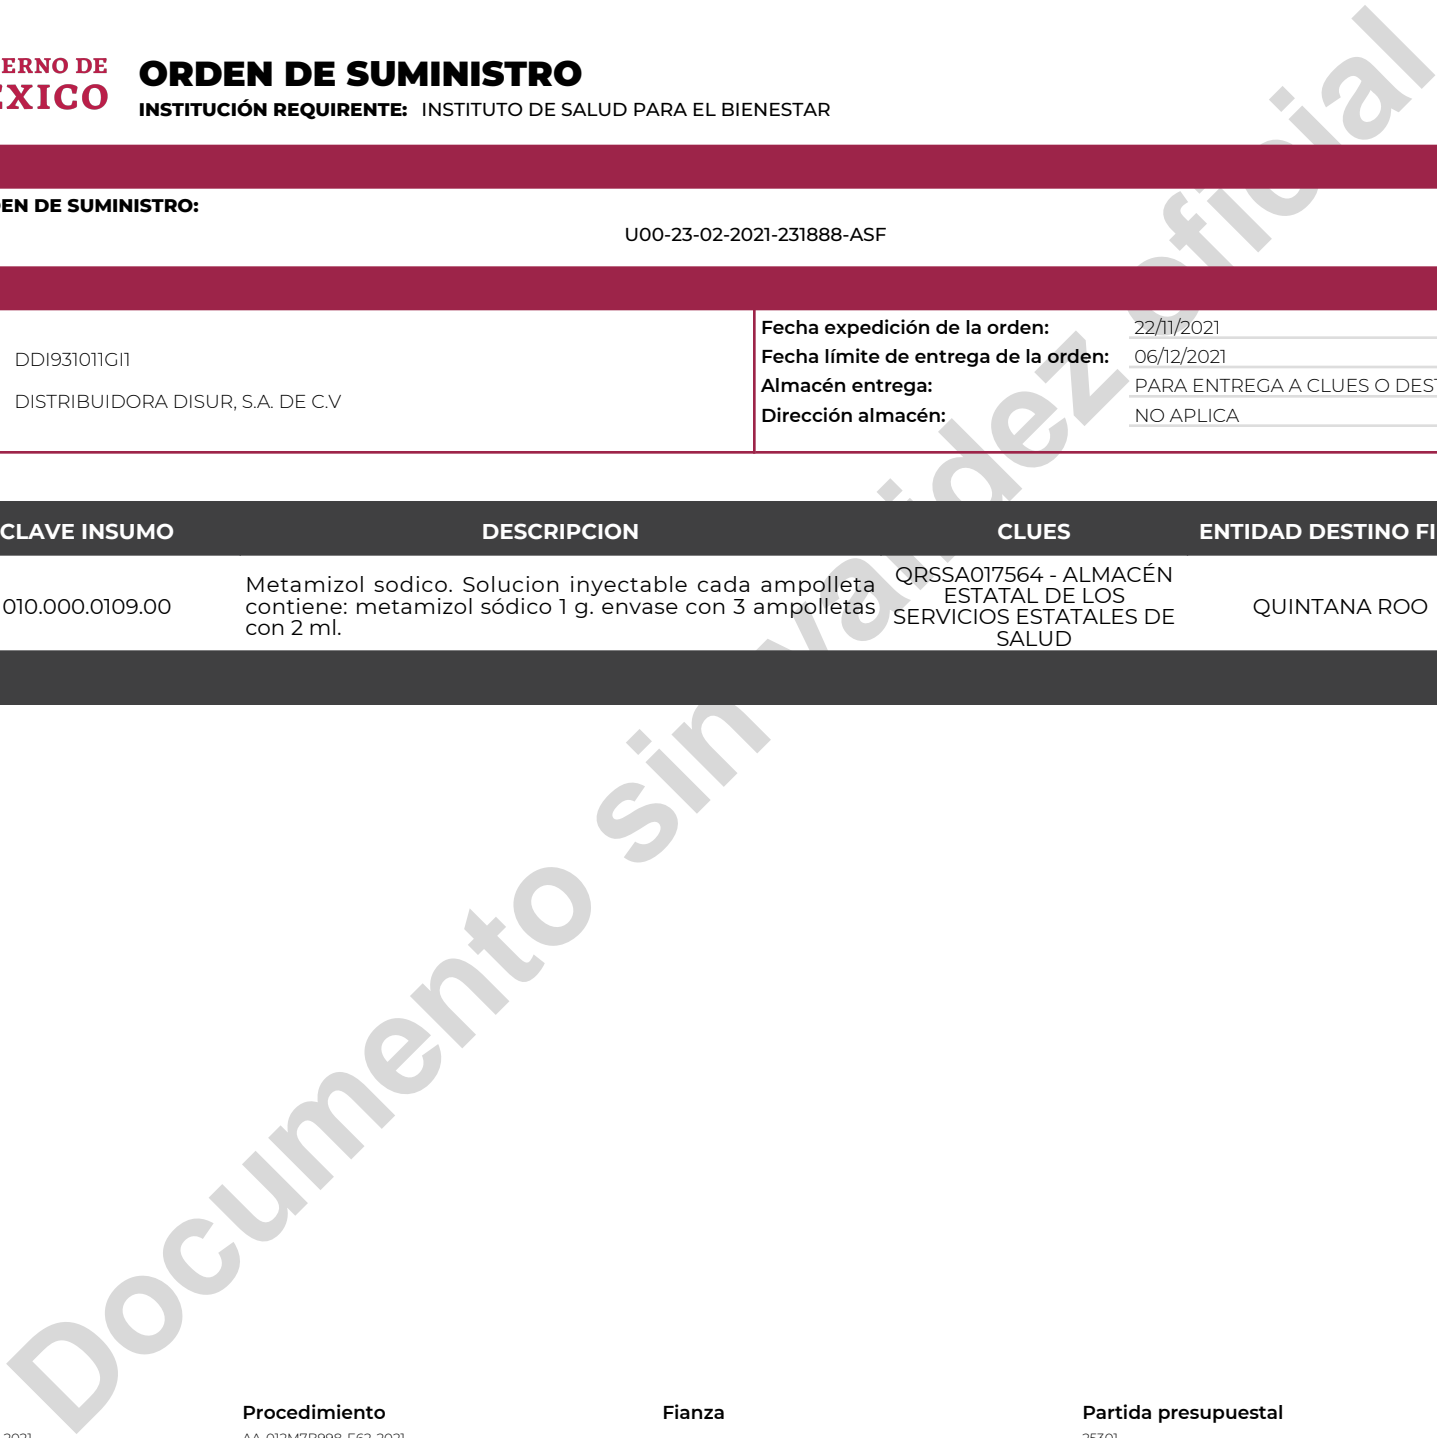 ERNO DE
EXICO
ORDEN DE SUMINISTRO
INSTITUCIÓN REQUIRENTE: INSTITUTO DE SALUD PARA EL BIENESTAR
EN DE SUMINISTRO:
U00-23-02-2021-231888-ASF
DDI931011GI1
DISTRIBUIDORA DISUR, S.A. DE C.V
Fecha expedición de la orden: 22/11/2021
Fecha límite de entrega de la orden: 06/12/2021
Almacén entrega: PARA ENTREGA A CLUES O DEST
Dirección almacén: NO APLICA
CLAVE INSUMO DESCRIPCION CLUES ENTIDAD DESTINO FI
010.000.0109.00
Metamizol sodico. Solucion inyectable cada ampolleta
contiene: metamizol sódico 1 g. envase con 3 ampolletas
con 2 ml.
QRSSA017564 - ALMACÉN
ESTATAL DE LOS
SERVICIOS ESTATALES DE
SALUD
QUINTANA ROO
Documento sin validez oficial
Procedimiento Fianza Partida presupuestal